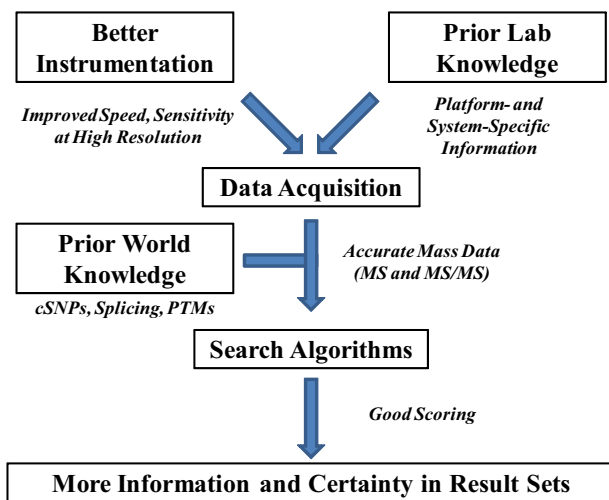 Better
Instrumentation
Prior Lab
Knowledge
Improved Speed, Sensitivity
at High Resolution
Platform- and
System-Specific
Information
Data Acquisition
Prior World
Knowledge
Accurate Mass Data
(MS and MS/MS)
cSNPs, Splicing, PTMs
Search Algorithms
Good Scoring
More Information and Certainty in Result Sets